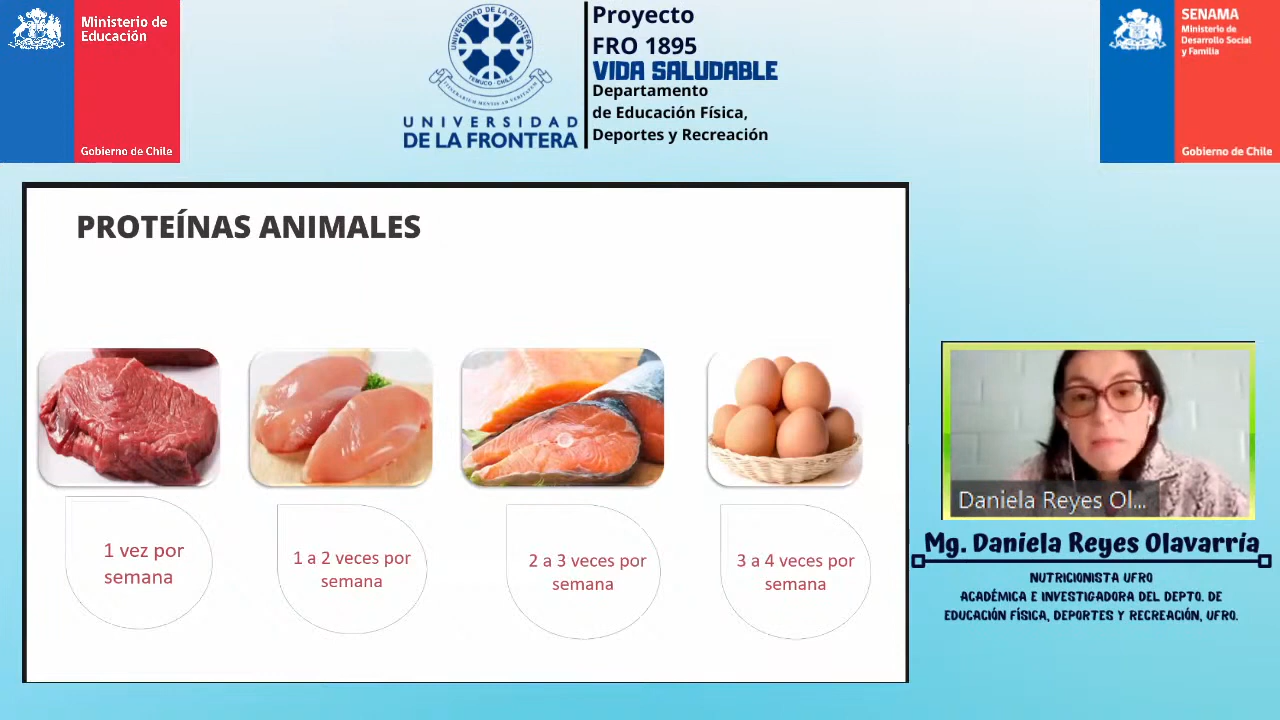 Ministerio de
Educación
Gobierno de Chile
UNIVERSIDAD DE LA FRONTERA
TEMUCO - CHILE
UNIVERSIDAD
DE LA FRONTERA
Proyecto
FRO 1895
VIDA SALUDABLE
Departamento
de Educación Física,
Deportes y Recreación
SENAMA
Ministerio de
Desarrollo Social
y Familia
Gobierno de Chile
PROTEÍNAS ANIMALES
1 vez por
semana
1 a 2 veces por
semana
2 a 3 veces por
semana
3 a 4 veces por
semana
Daniela Reyes Ol...
Mg. Daniela Reyes Olavarría
NUTRICIONISTA UFRO
ACADÉMICA E INVESTIGADORA DEL DEPTO. DE
EDUCACIÓN FÍSICA, DEPORTES Y RECREACIÓN, UFRO.